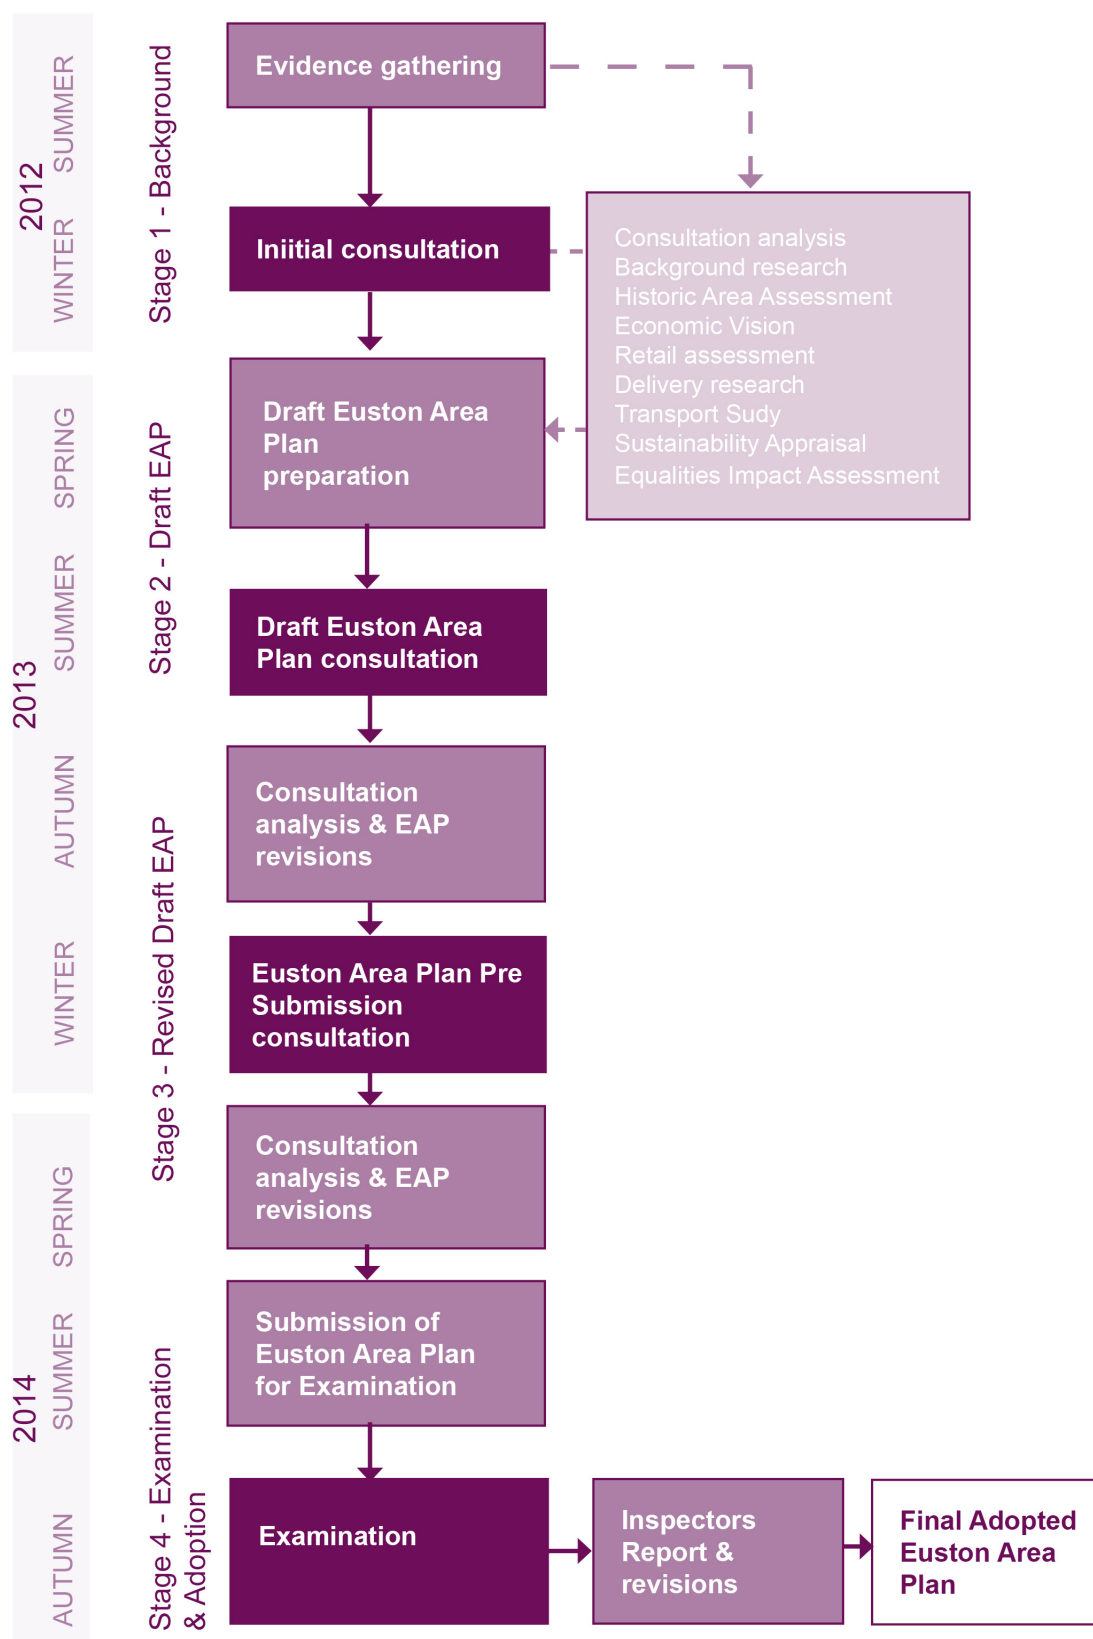 2012
SUMMER
WINTER
Stage 1 - Background
Evidence gathering
Iniitial consultation
Consultation analysis
Background research
Historic Area Assessment
Economic Vision
Retail assessment
Delivery research
Transport Sudy
Sustainability Appraisal
Equalities Impact Assessment
2013
SPRING
SUMMER
AUTUMN
WINTER
Stage 2 - Draft EAP
Draft Euston Area
Plan
preparation
Draft Euston Area
Plan consultation
Stage 3 - Revised Draft EAP
Consultation
analysis & EAP
revisions
Euston Area Plan Pre
Submission
consultation
2014
SPRING
SUMMER
AUTUMN
Consultation
analysis & EAP
revisions
Stage 4 - Examination
& Adoption
Submission of
Euston Area Plan
for Examination
Examination
Inspectors
Report &
revisions
Final Adopted
Euston Area
Plan